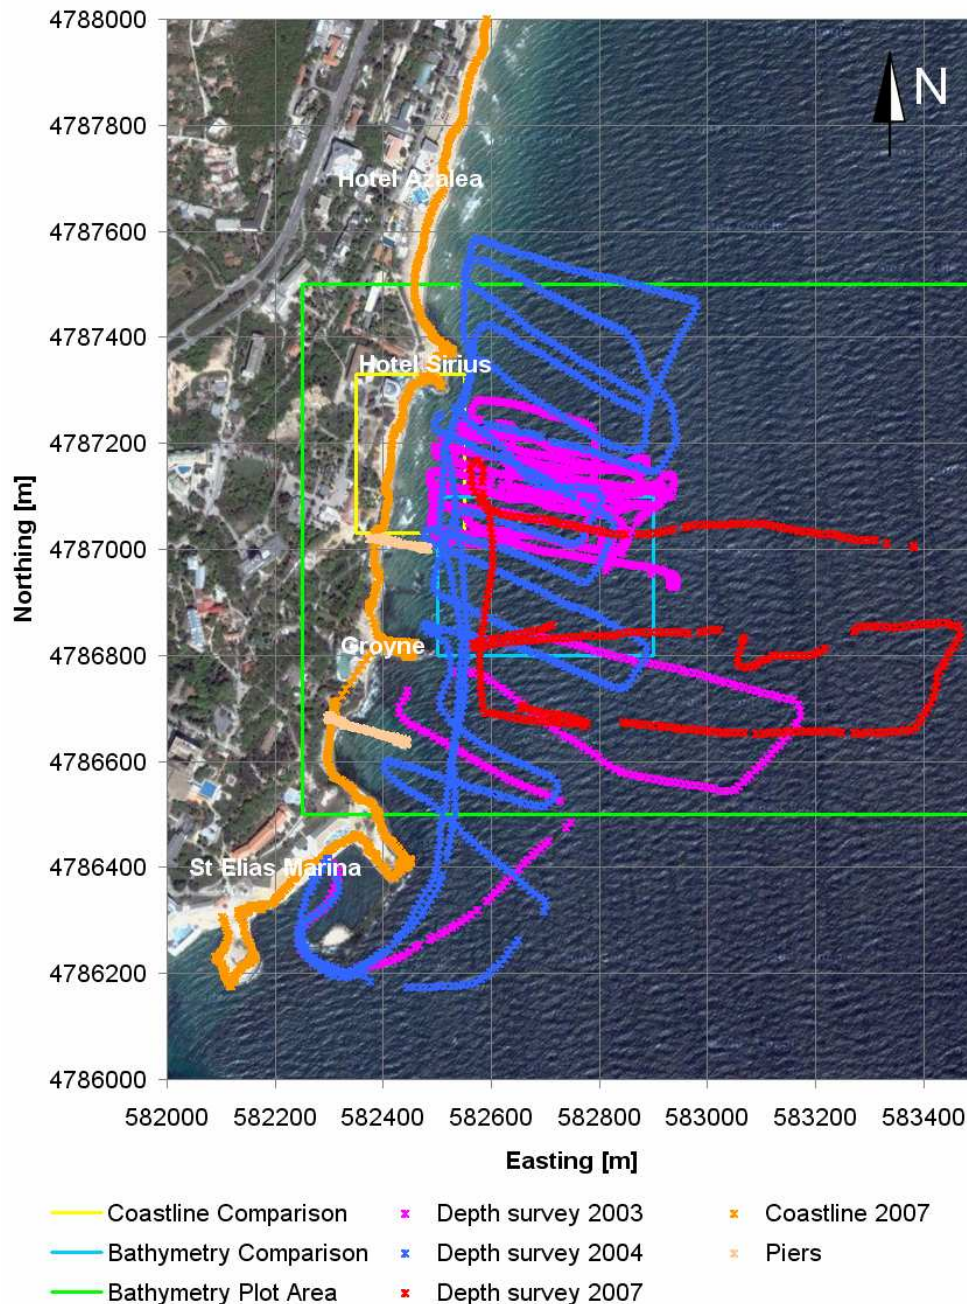 4788000
N
4787800
Hotel Azalea
4787600
4787400
Hotel Sirius
4787200
Northing [m]
4787000
Groyne
4786800
4786600
St Elias Marina
4786400
4786200
4786000
582000 582200 582400 582600 582800 583000 583200 583400
Easting [m]
Coastline Comparison Depth survey 2003 Coastline 2007
Bathymetry Comparison Depth survey 2004 Piers
Bathymetry Plot Area Depth survey 2007